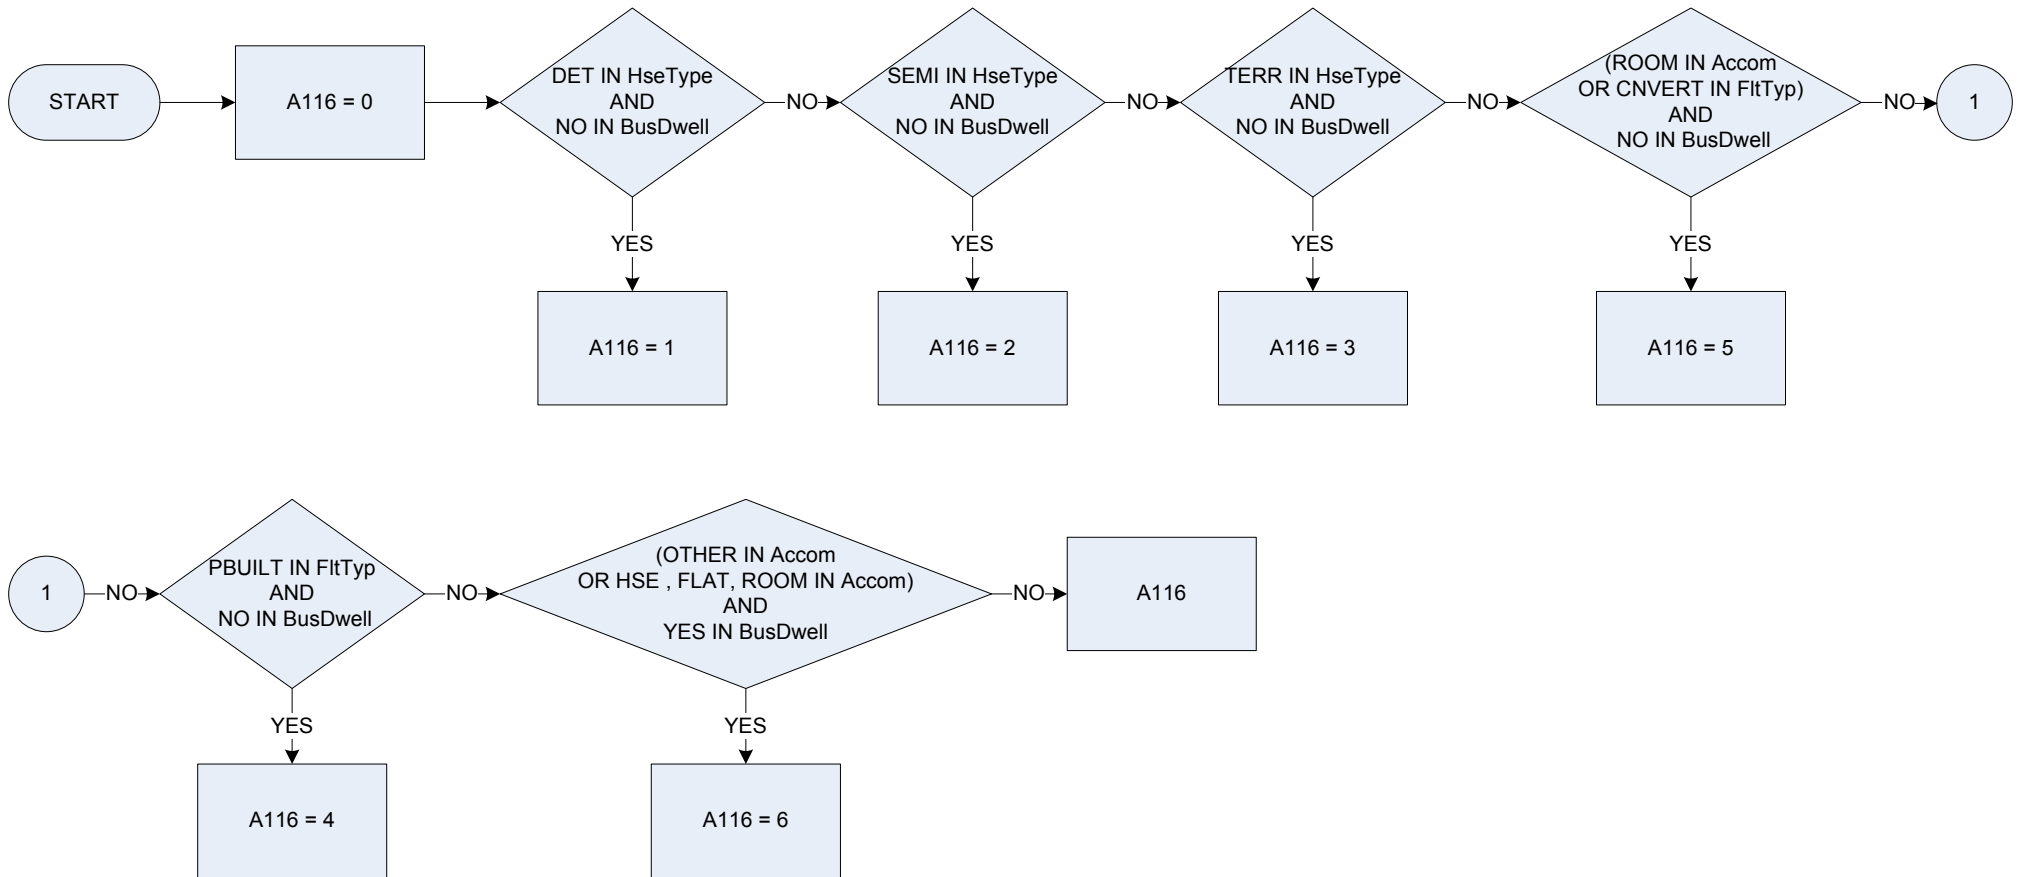 START
A116 = 0
DET IN HseType
AND
NO IN BusDwell
NO
SEMI IN HseType
AND
NO IN BusDwell
NO
TERR IN HseType
AND
NO IN BusDwell
NO
(ROOM IN Accom
OR CNVERT IN FltTyp)
AND
NO IN BusDwell
NO
1
YES
YES
YES
YES
A116 = 1
A116 = 2
A116 = 3
A116 = 5
1
NO
PBUILT IN FltTyp
AND
NO IN BusDwell
NO
(OTHER IN Accom
OR HSE , FLAT, ROOM IN Accom)
AND
YES IN BusDwell
NO
A116
YES
YES
A116 = 4
A116 = 6